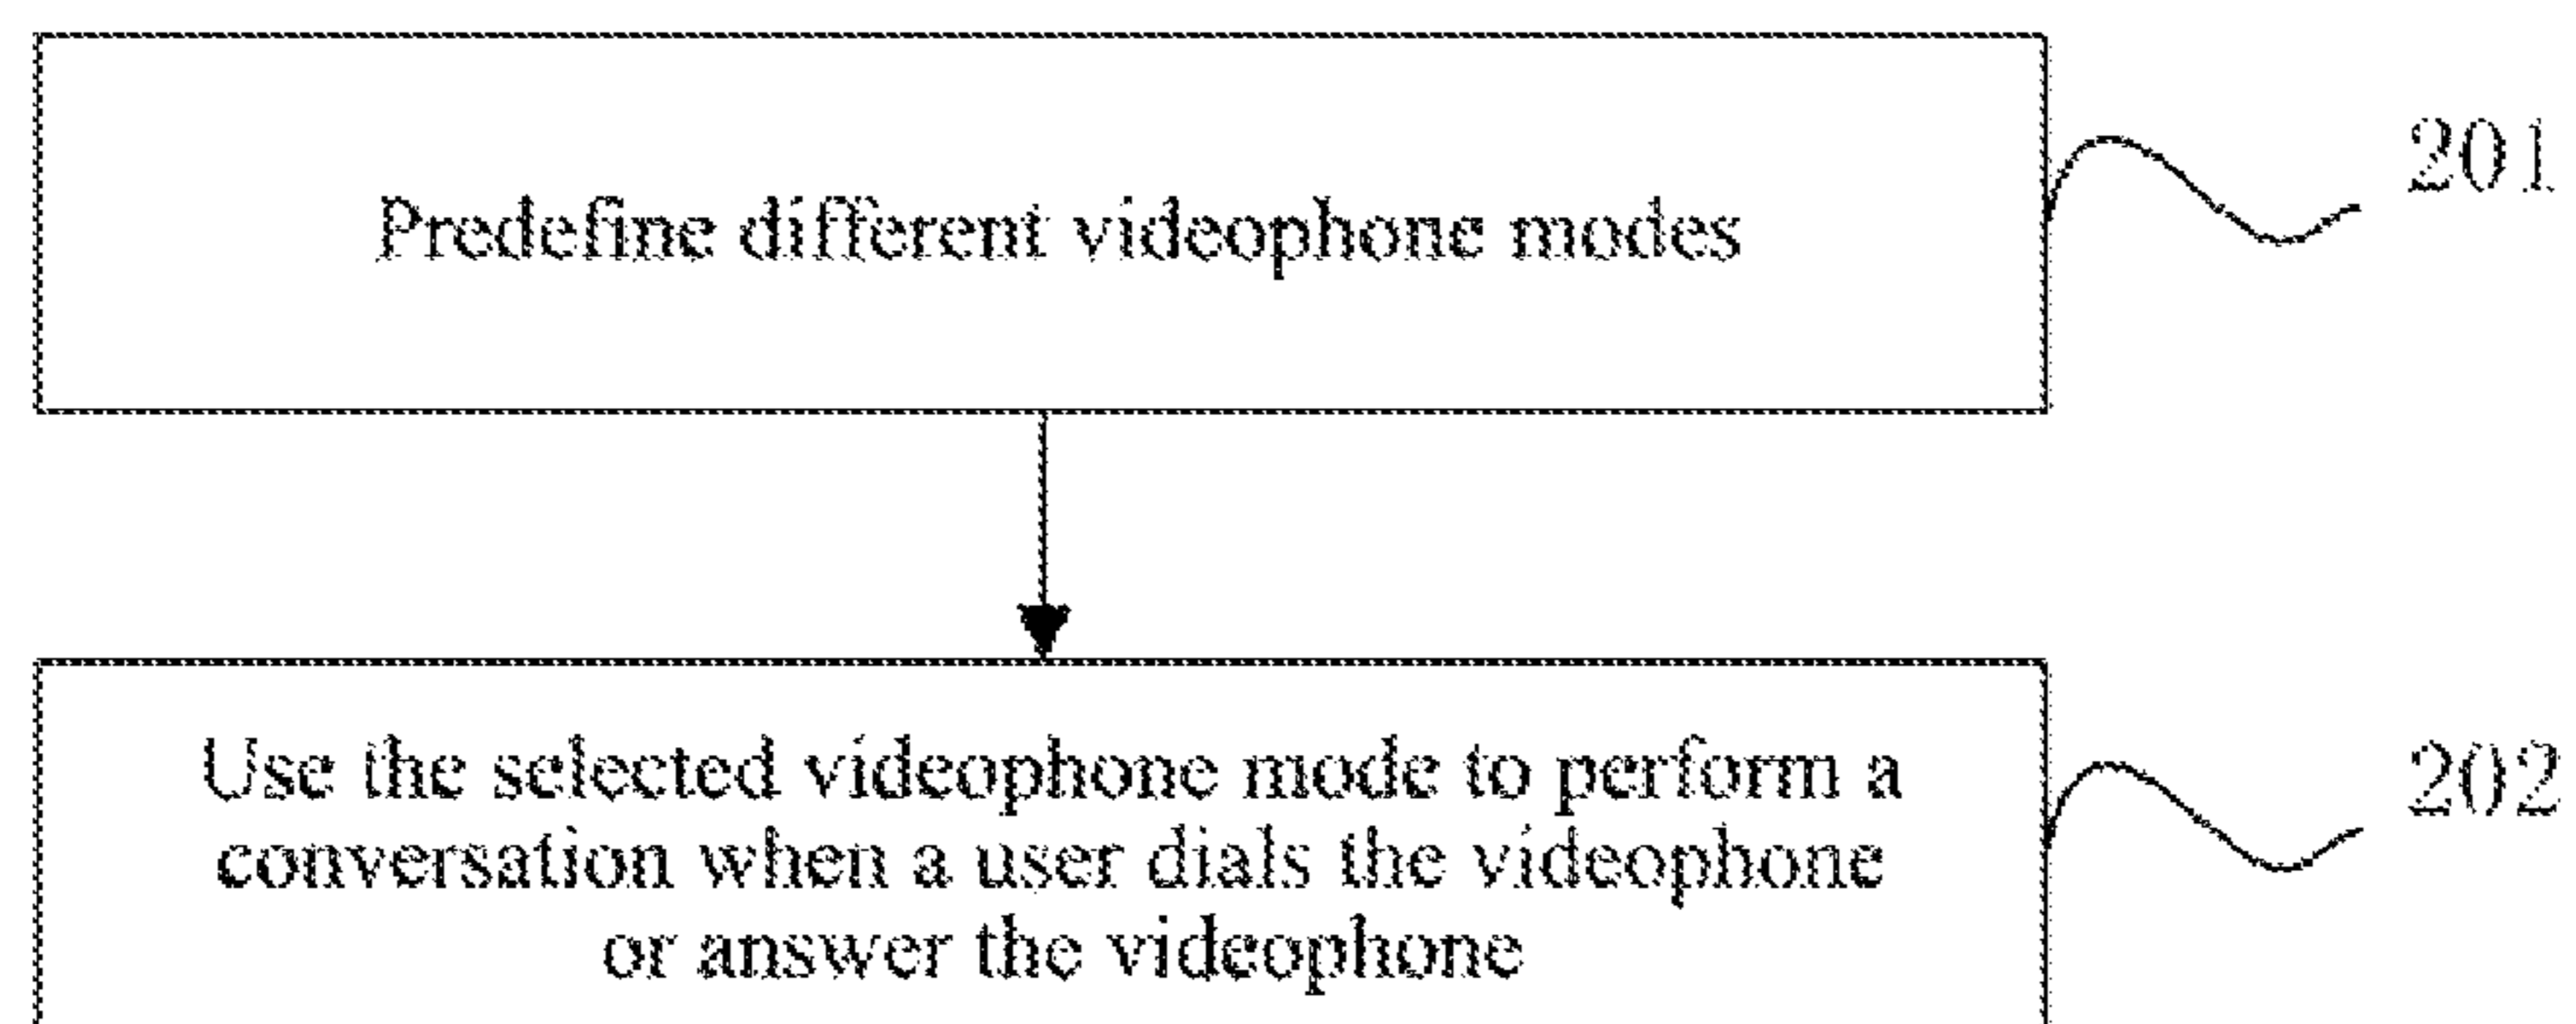 Predefine different videophone modes
201
Use the selected videophone mode to perform a
conversation when a user dials the videophone
or answer the videophone
202